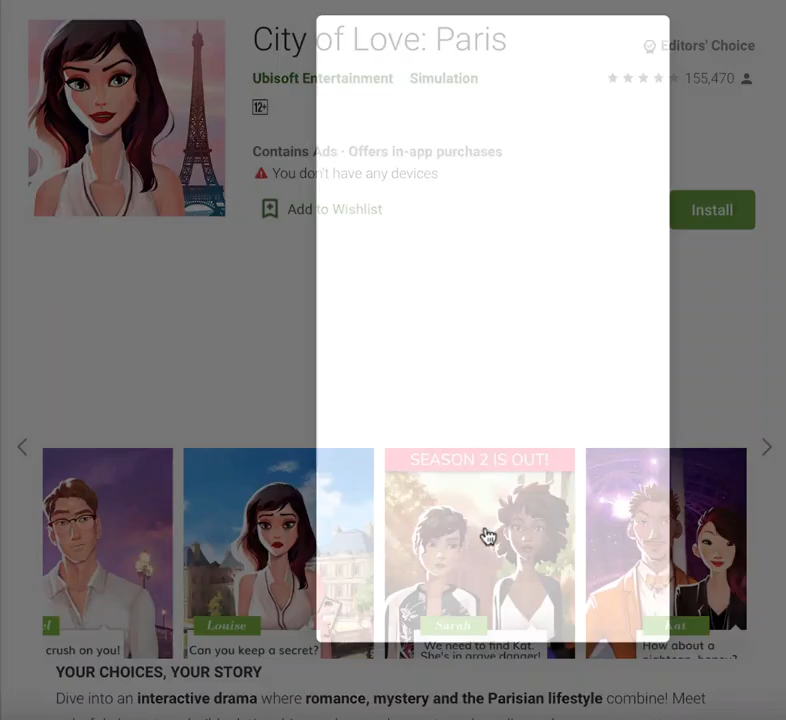 City of Love: Paris
Editors' Choice
Ubisoft Entertainment Simulation
155,470
12+
Contains Ads · Offers in-app purchases
You don't have any devices
Add to Wishlist
Install
SEASON 2 IS OUT!
Louise
Sarah
Kat
crush on you!
Can you keep a secret?
We need to find Kat.
She's in grave danger!
How about a
YOUR CHOICES, YOUR STORY
Dive into an interactive drama where romance, mystery and the Parisian lifestyle combine! Meet